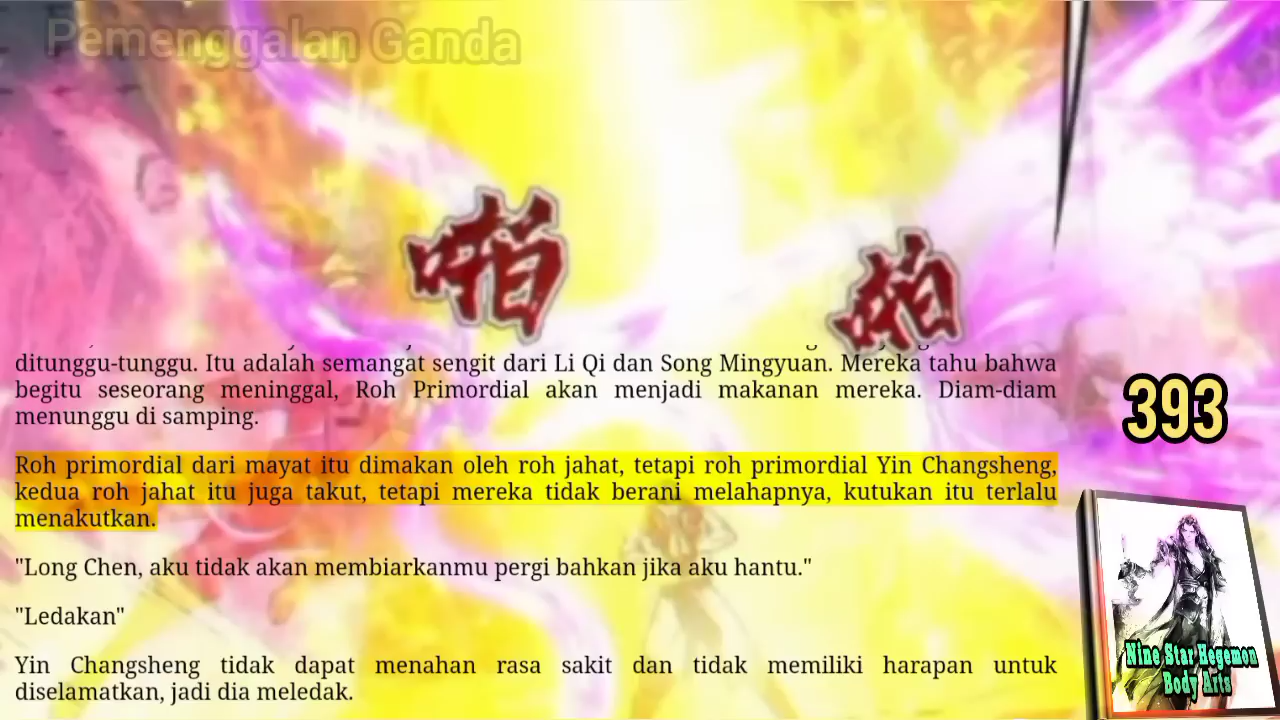 Pemenggalan Ganda
啪
啪
ditunggu-tunggu. Itu adalah semangat sengit dari Li Qi dan Song Mingyuan. Mereka tahu bahwa
begitu seseorang meninggal, Roh Primordial akan menjadi makanan mereka. Diam-diam
menunggu di samping.
Roh primordial dari mayat itu dimakan oleh roh jahat, tetapi roh primordial Yin Changsheng,
kedua roh jahat itu juga takut, tetapi mereka tidak berani melahapnya, kutukan itu terlalu
menakutkan.
"Long Chen, aku tidak akan membiarkanmu pergi bahkan jika aku hantu."
"Ledakan"
Yin Changsheng tidak dapat menahan rasa sakit dan tidak memiliki harapan untuk
diselamatkan, jadi dia meledak.
393
Nine Star Hegemon
Body Arts